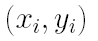 (x_i, y_i)